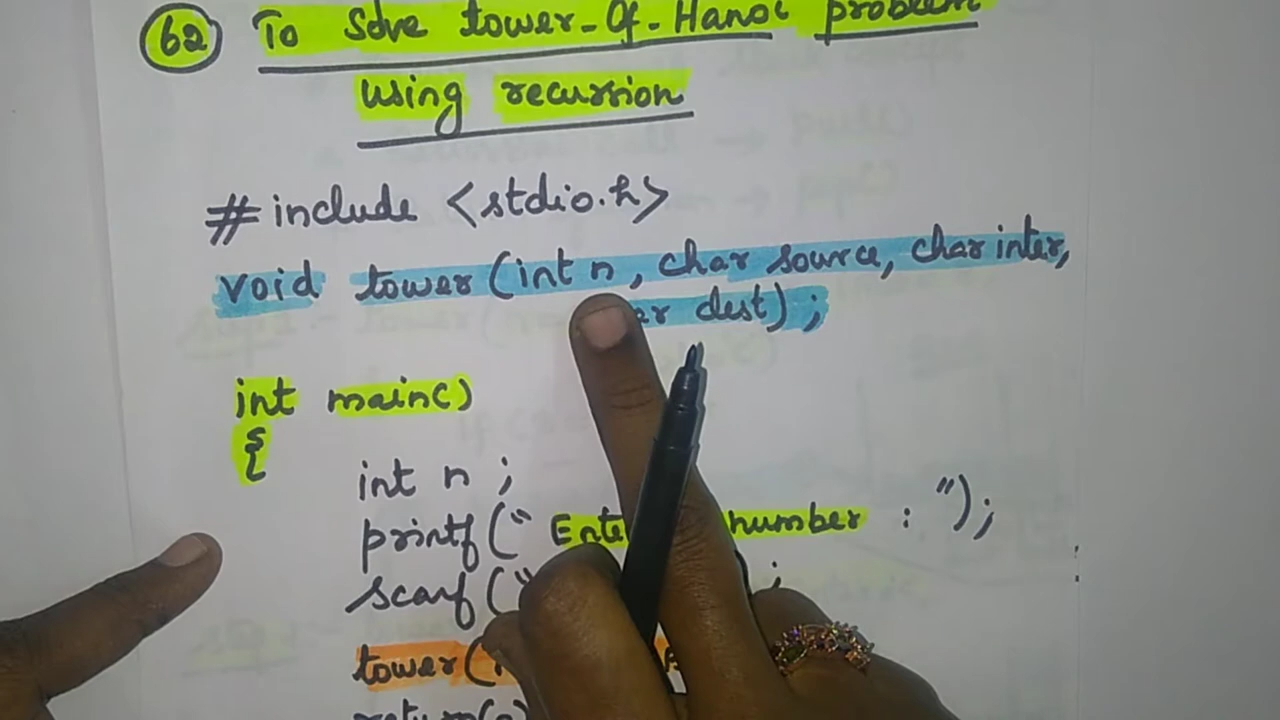 62 To Solve tower-Of-Hanoi problem
using recursion
#include <stdio.h>
void tower(int n, char source, char inter,
dest);
int main()
{
int n ;
printf(" number : ");
scanf("
tower(
return(